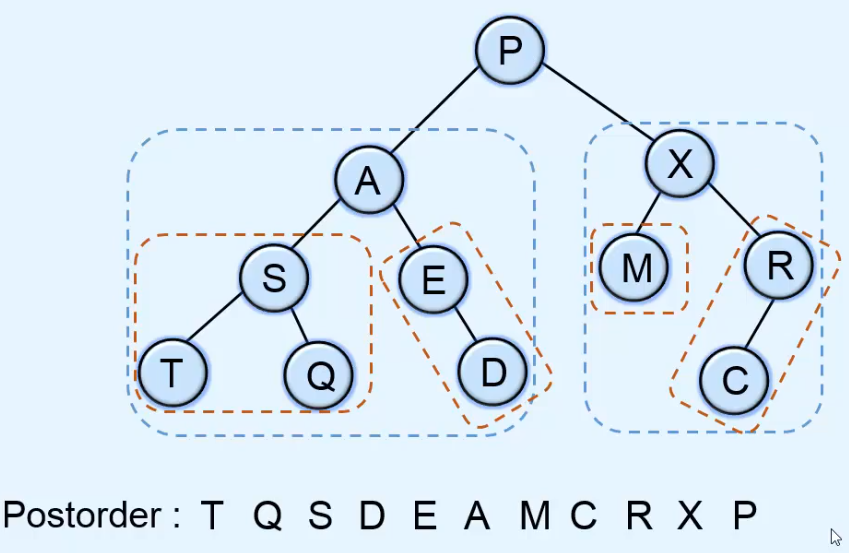 P
A X
S E M R
T Q D C
Postorder : T Q S D E A M C R X P